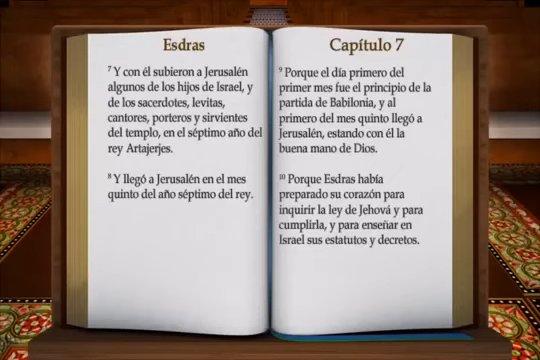 Esdras
⁷ Y con él subieron a Jerusalén
algunos de los hijos de Israel, y
de los sacerdotes, levitas,
cantores, porteros y sirvientes
del templo, en el séptimo año del
rey Artajerjes.
⁸ Y llegó a Jerusalén en el mes
quinto del año séptimo del rey.
Capítulo 7
⁹ Porque el día primero del
primer mes fue el principio de la
partida de Babilonia, y al
primero del mes quinto llegó a
Jerusalén, estando con él la
buena mano de Dios.
¹⁰ Porque Esdras había
preparado su corazón para
inquirir la ley de Jehová y para
cumplirla, y para enseñar en
Israel sus estatutos y decretos.